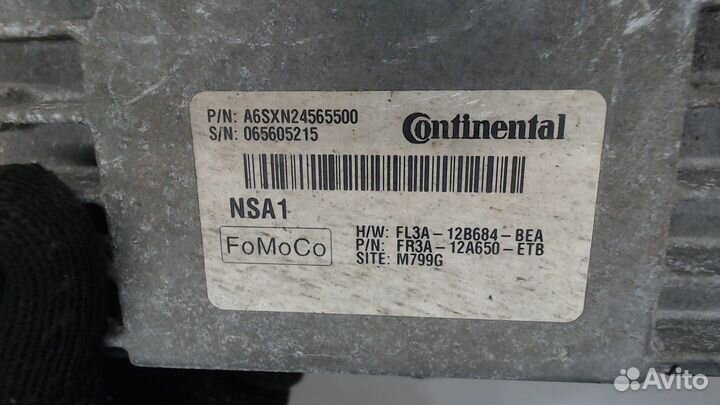 P/N: A6SXN24565500
S/N: 065605215
Continental
NSA1
FoMoCo
H/W: FL3A-12B684-BEA
P/N: FR3A-12A650-ETB
SITE: M799G
Avito